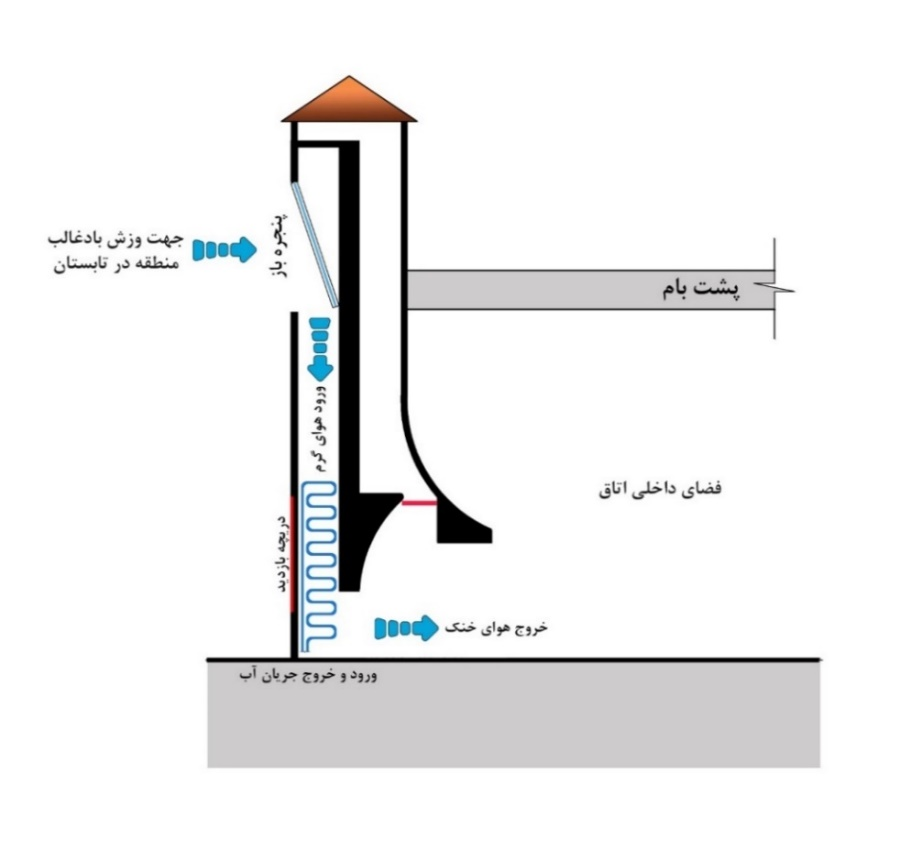 جهت وزش بادغالب
منطقه در تابستان
پنجره باز
پشت بام
ورود هوای گرم
فضای داخلی اتاق
دریچه بازدید
خروج هوای خنک
ورود و خروج جریان آب